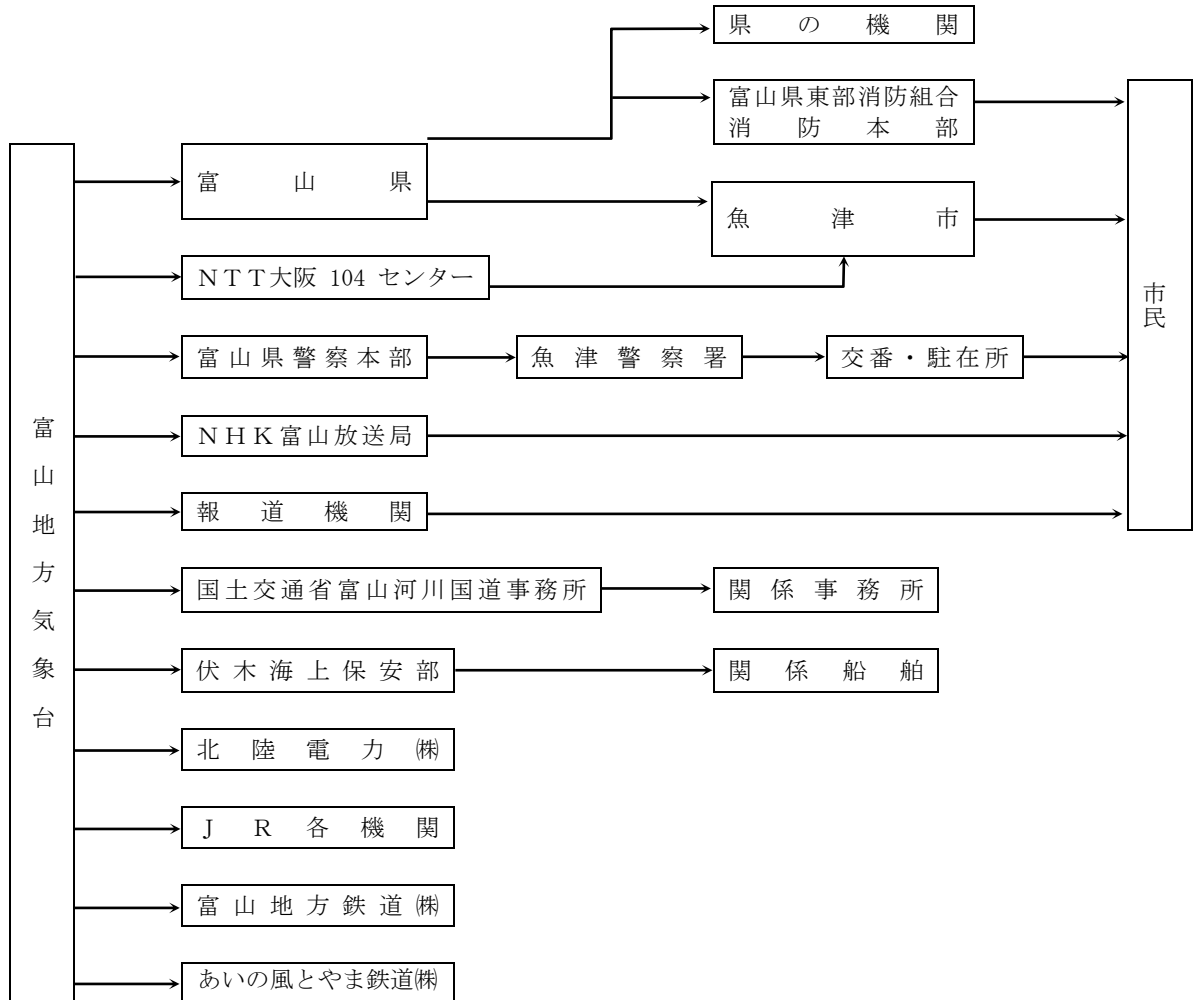 県の機関
富山県東部消防組合
消防本部
富山県
魚津市
NTT大阪 104 センター
市民
富山県警察本部
魚津警察署
交番・駐在所
NHK富山放送局
富山地方気象台
報道機関
国土交通省富山河川国道事務所
関係事務所
伏木海上保安部
関係船舶
北陸電力㈱
JR各機関
富山地方鉄道㈱
あいの風とやま鉄道㈱